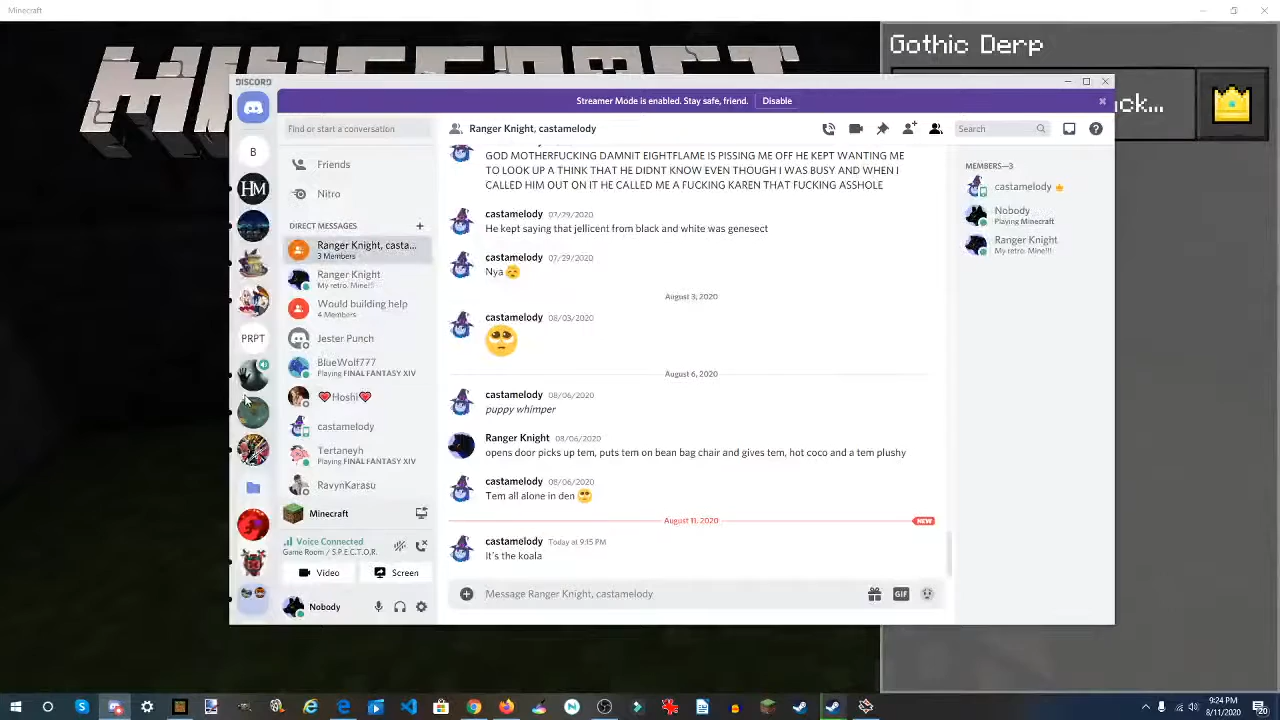 Minecraft
MINECRAFT
Gothic Derp
ck...
DISCORD
Streamer Mode is enabled. Stay safe, friend. Disable
Find or start a conversation
Ranger Knight, castamelody
Search
B
HM
PRPT
Friends
Nitro
DIRECT MESSAGES
Ranger Knight, casta...
3 Members
Ranger Knight
My retro. Mine!!!
Would building help
4 Members
Jester Punch
BlueWolf777
Playing FINAL FANTASY XIV
❤️Hoshi❤️
castamelody
Tertaneyh
Playing FINAL FANTASY XIV
RavynKarasu
Minecraft
Voice Connected
Game Room / S.P.E.C.T.O.R.
Video
Screen
Nobody
GOD MOTHERFUCKING DAMNIT EIGHTFLAME IS PISSING ME OFF HE KEPT WANTING ME
TO LOOK UP A THINK THAT HE DIDNT KNOW EVEN THOUGH I WAS BUSY AND WHEN I
CALLED HIM OUT ON IT HE CALLED ME A FUCKING KAREN THAT FUCKING ASSHOLE
castamelody 07/29/2020
He kept saying that jellicent from black and white was genesect
castamelody 07/29/2020
Nya
August 3, 2020
castamelody 08/03/2020
August 6, 2020
castamelody 08/06/2020
puppy whimper
Ranger Knight 08/06/2020
opens door picks up tem, puts tem on bean bag chair and gives tem, hot coco and a tem plushy
castamelody 08/06/2020
Tem all alone in den
August 11, 2020
NEW
castamelody Today at 9:15 PM
It's the koala
Message Ranger Knight, castamelody
GIF
MEMBERS—3
castamelody
Nobody
Playing Minecraft
Ranger Knight
My retro. Mine!!!
9:24 PM
8/11/2020
20